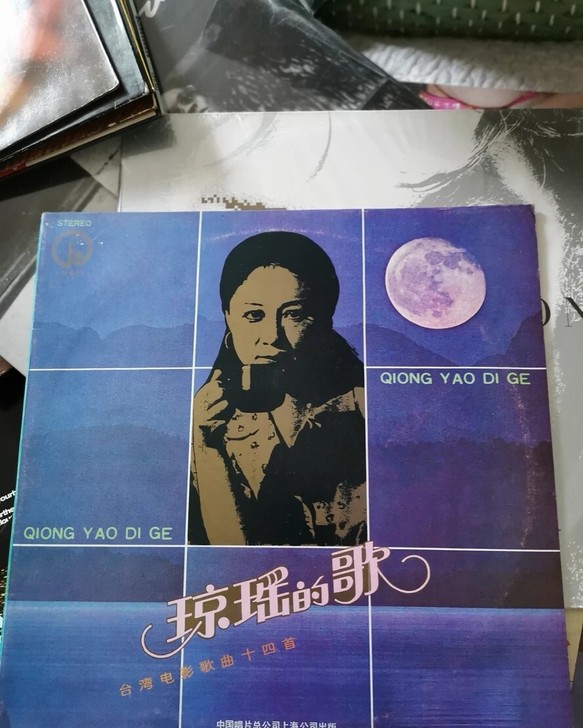 STEREO
QIONG YAO DI GE
QIONG YAO DI GE
琼瑶的歌
台湾电影歌曲十四首
中国唱片总公司上海公司出版